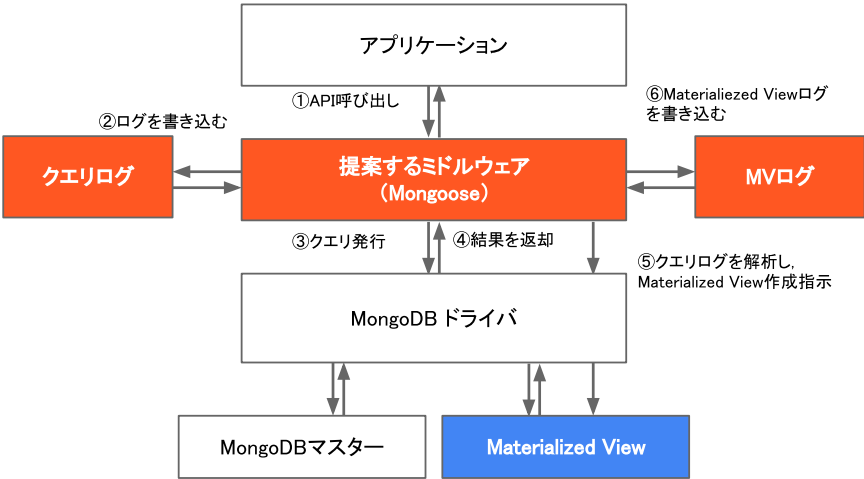 アプリケーション
①API呼び出し
⑥Materialiezed Viewログ
を書き込む
②ログを書き込む
クエリログ
提案するミドルウェア
（Mongoose）
MVログ
③クエリ発行
④結果を返却
⑤クエリログを解析し,
Materialized View作成指示
MongoDB ドライバ
MongoDBマスター
Materialized View